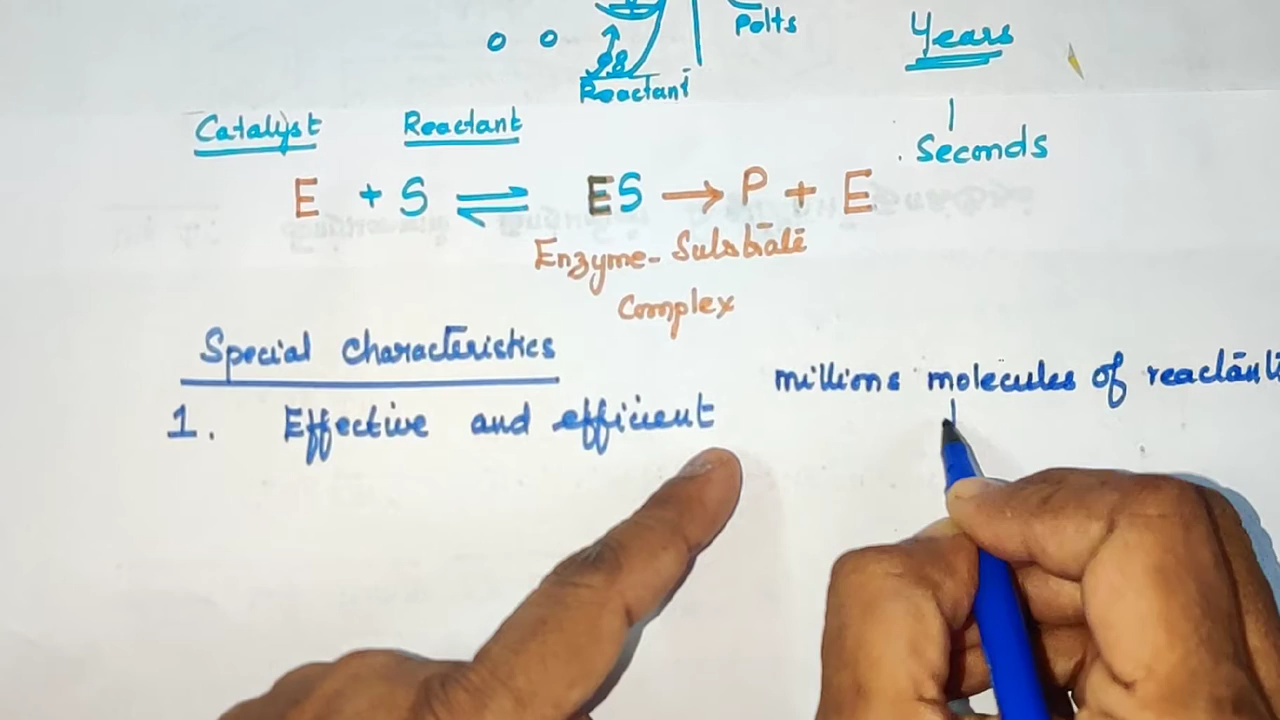 Polts
Years
Reactant
Catalyst Reactant
Seconds
E + S ⇌ ES → P + E
Enzyme-Substrate
Complex
Special characteristics
millions molecules of reactant
1. Effective and efficient